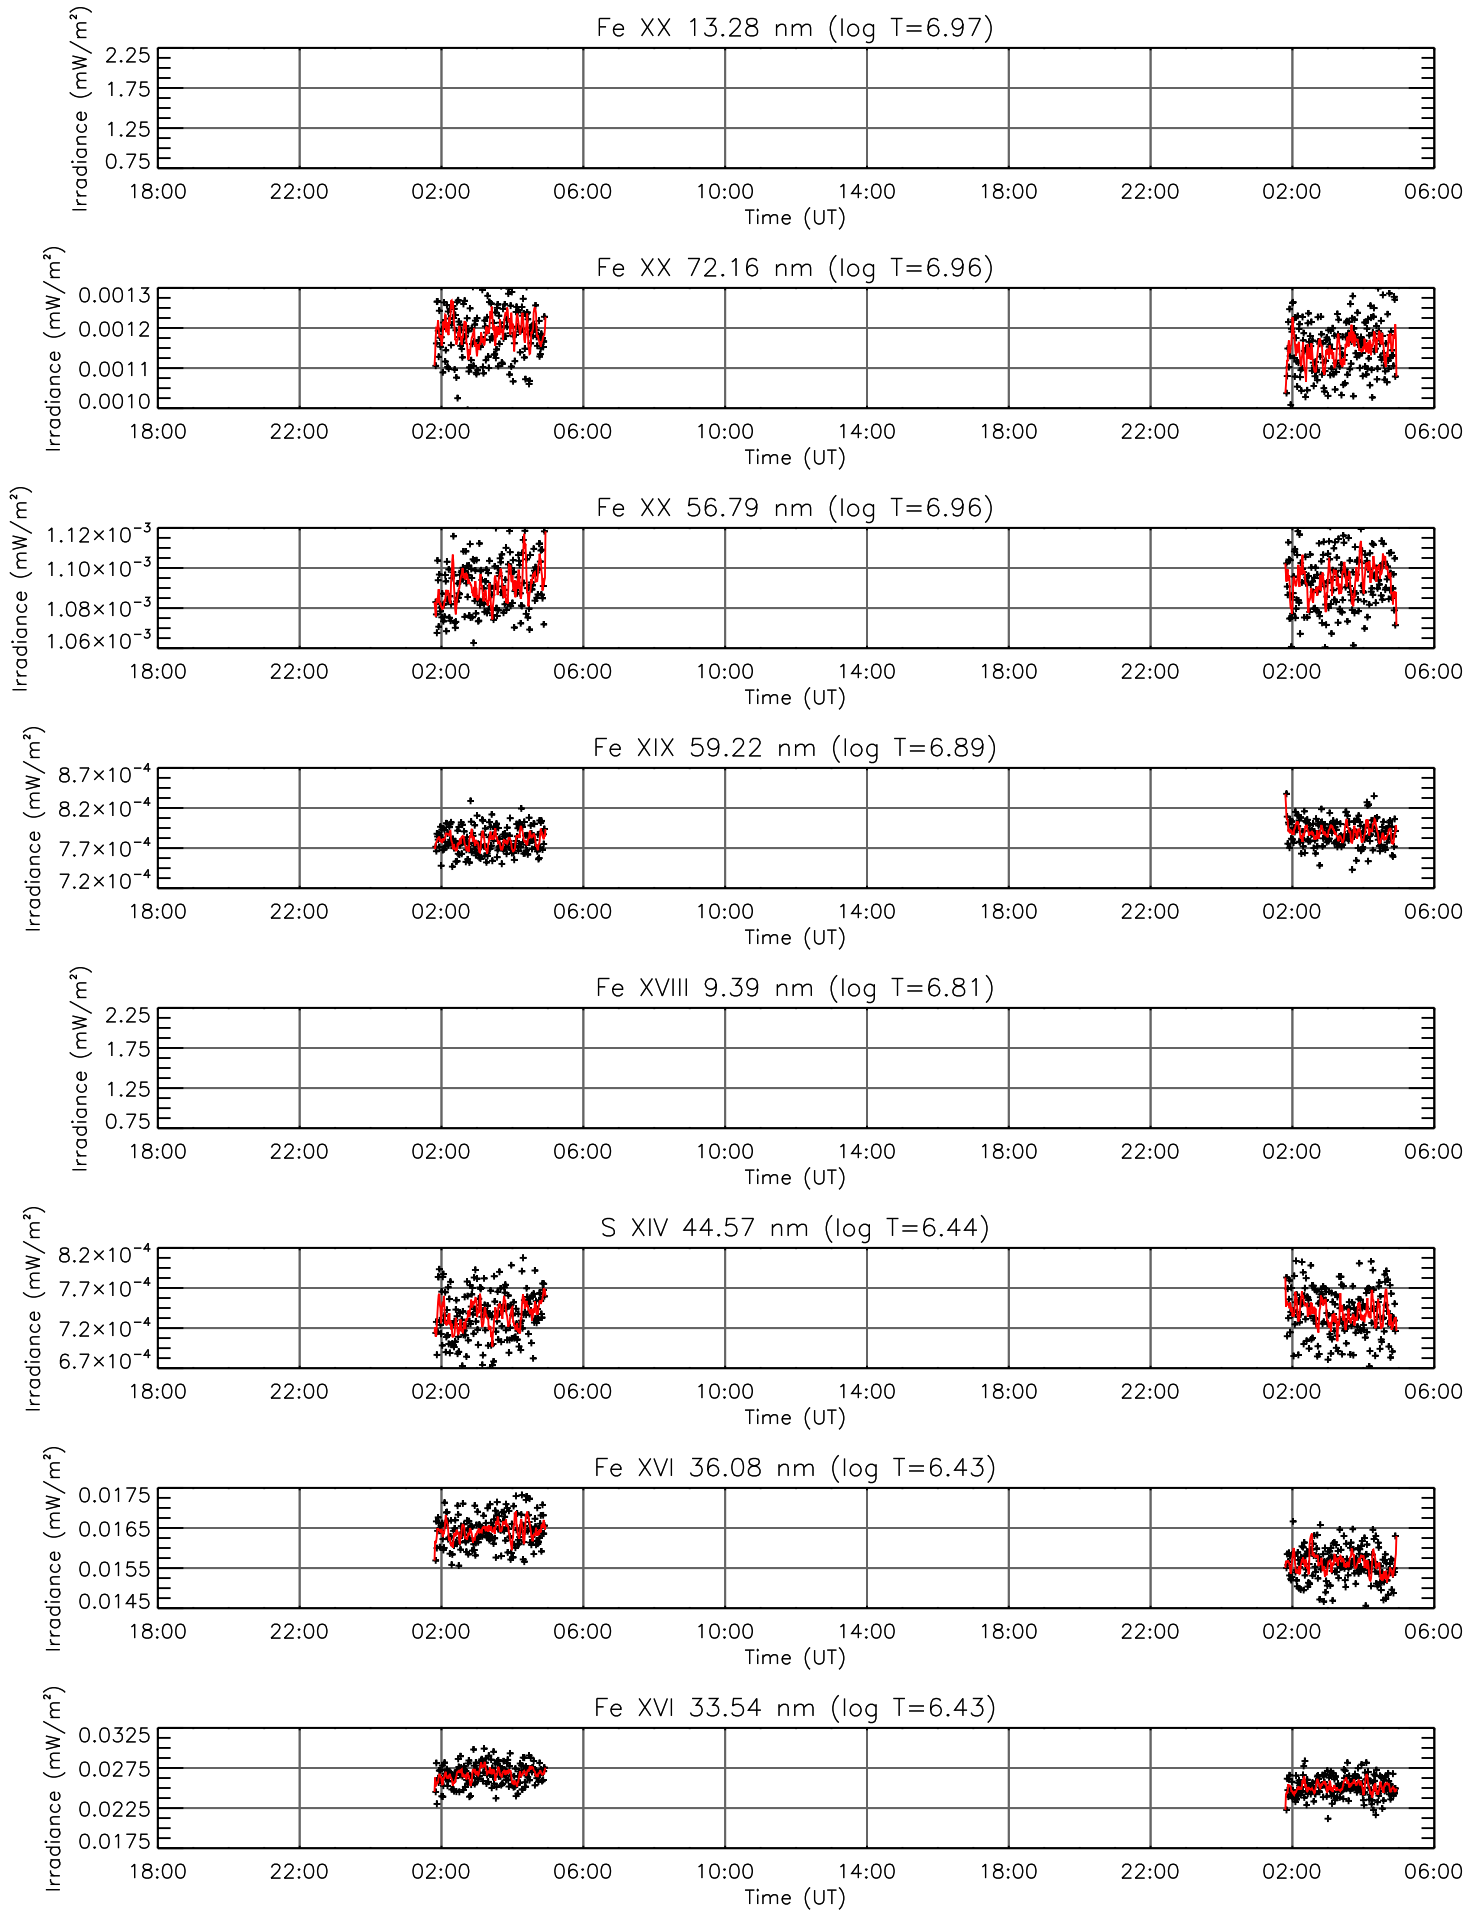 Fe XX 13.28 nm (log T=6.97)
Irradiance (mW/m²)
2.25
1.75
1.25
0.75
18:00 22:00 02:00 06:00 10:00 14:00 18:00 22:00 02:00 06:00
Time (UT)
Fe XX 72.16 nm (log T=6.96)
Irradiance (mW/m²)
0.0013
0.0012
0.0011
0.0010
18:00 22:00 02:00 06:00 10:00 14:00 18:00 22:00 02:00 06:00
Time (UT)
Fe XX 56.79 nm (log T=6.96)
Irradiance (mW/m²)
1.12×10⁻³
1.10×10⁻³
1.08×10⁻³
1.06×10⁻³
18:00 22:00 02:00 06:00 10:00 14:00 18:00 22:00 02:00 06:00
Time (UT)
Fe XIX 59.22 nm (log T=6.89)
Irradiance (mW/m²)
8.7×10⁻⁴
8.2×10⁻⁴
7.7×10⁻⁴
7.2×10⁻⁴
18:00 22:00 02:00 06:00 10:00 14:00 18:00 22:00 02:00 06:00
Time (UT)
Fe XVIII 9.39 nm (log T=6.81)
Irradiance (mW/m²)
2.25
1.75
1.25
0.75
18:00 22:00 02:00 06:00 10:00 14:00 18:00 22:00 02:00 06:00
Time (UT)
S XIV 44.57 nm (log T=6.44)
Irradiance (mW/m²)
8.2×10⁻⁴
7.7×10⁻⁴
7.2×10⁻⁴
6.7×10⁻⁴
18:00 22:00 02:00 06:00 10:00 14:00 18:00 22:00 02:00 06:00
Time (UT)
Fe XVI 36.08 nm (log T=6.43)
Irradiance (mW/m²)
0.0175
0.0165
0.0155
0.0145
18:00 22:00 02:00 06:00 10:00 14:00 18:00 22:00 02:00 06:00
Time (UT)
Fe XVI 33.54 nm (log T=6.43)
Irradiance (mW/m²)
0.0325
0.0275
0.0225
0.0175
18:00 22:00 02:00 06:00 10:00 14:00 18:00 22:00 02:00 06:00
Time (UT)